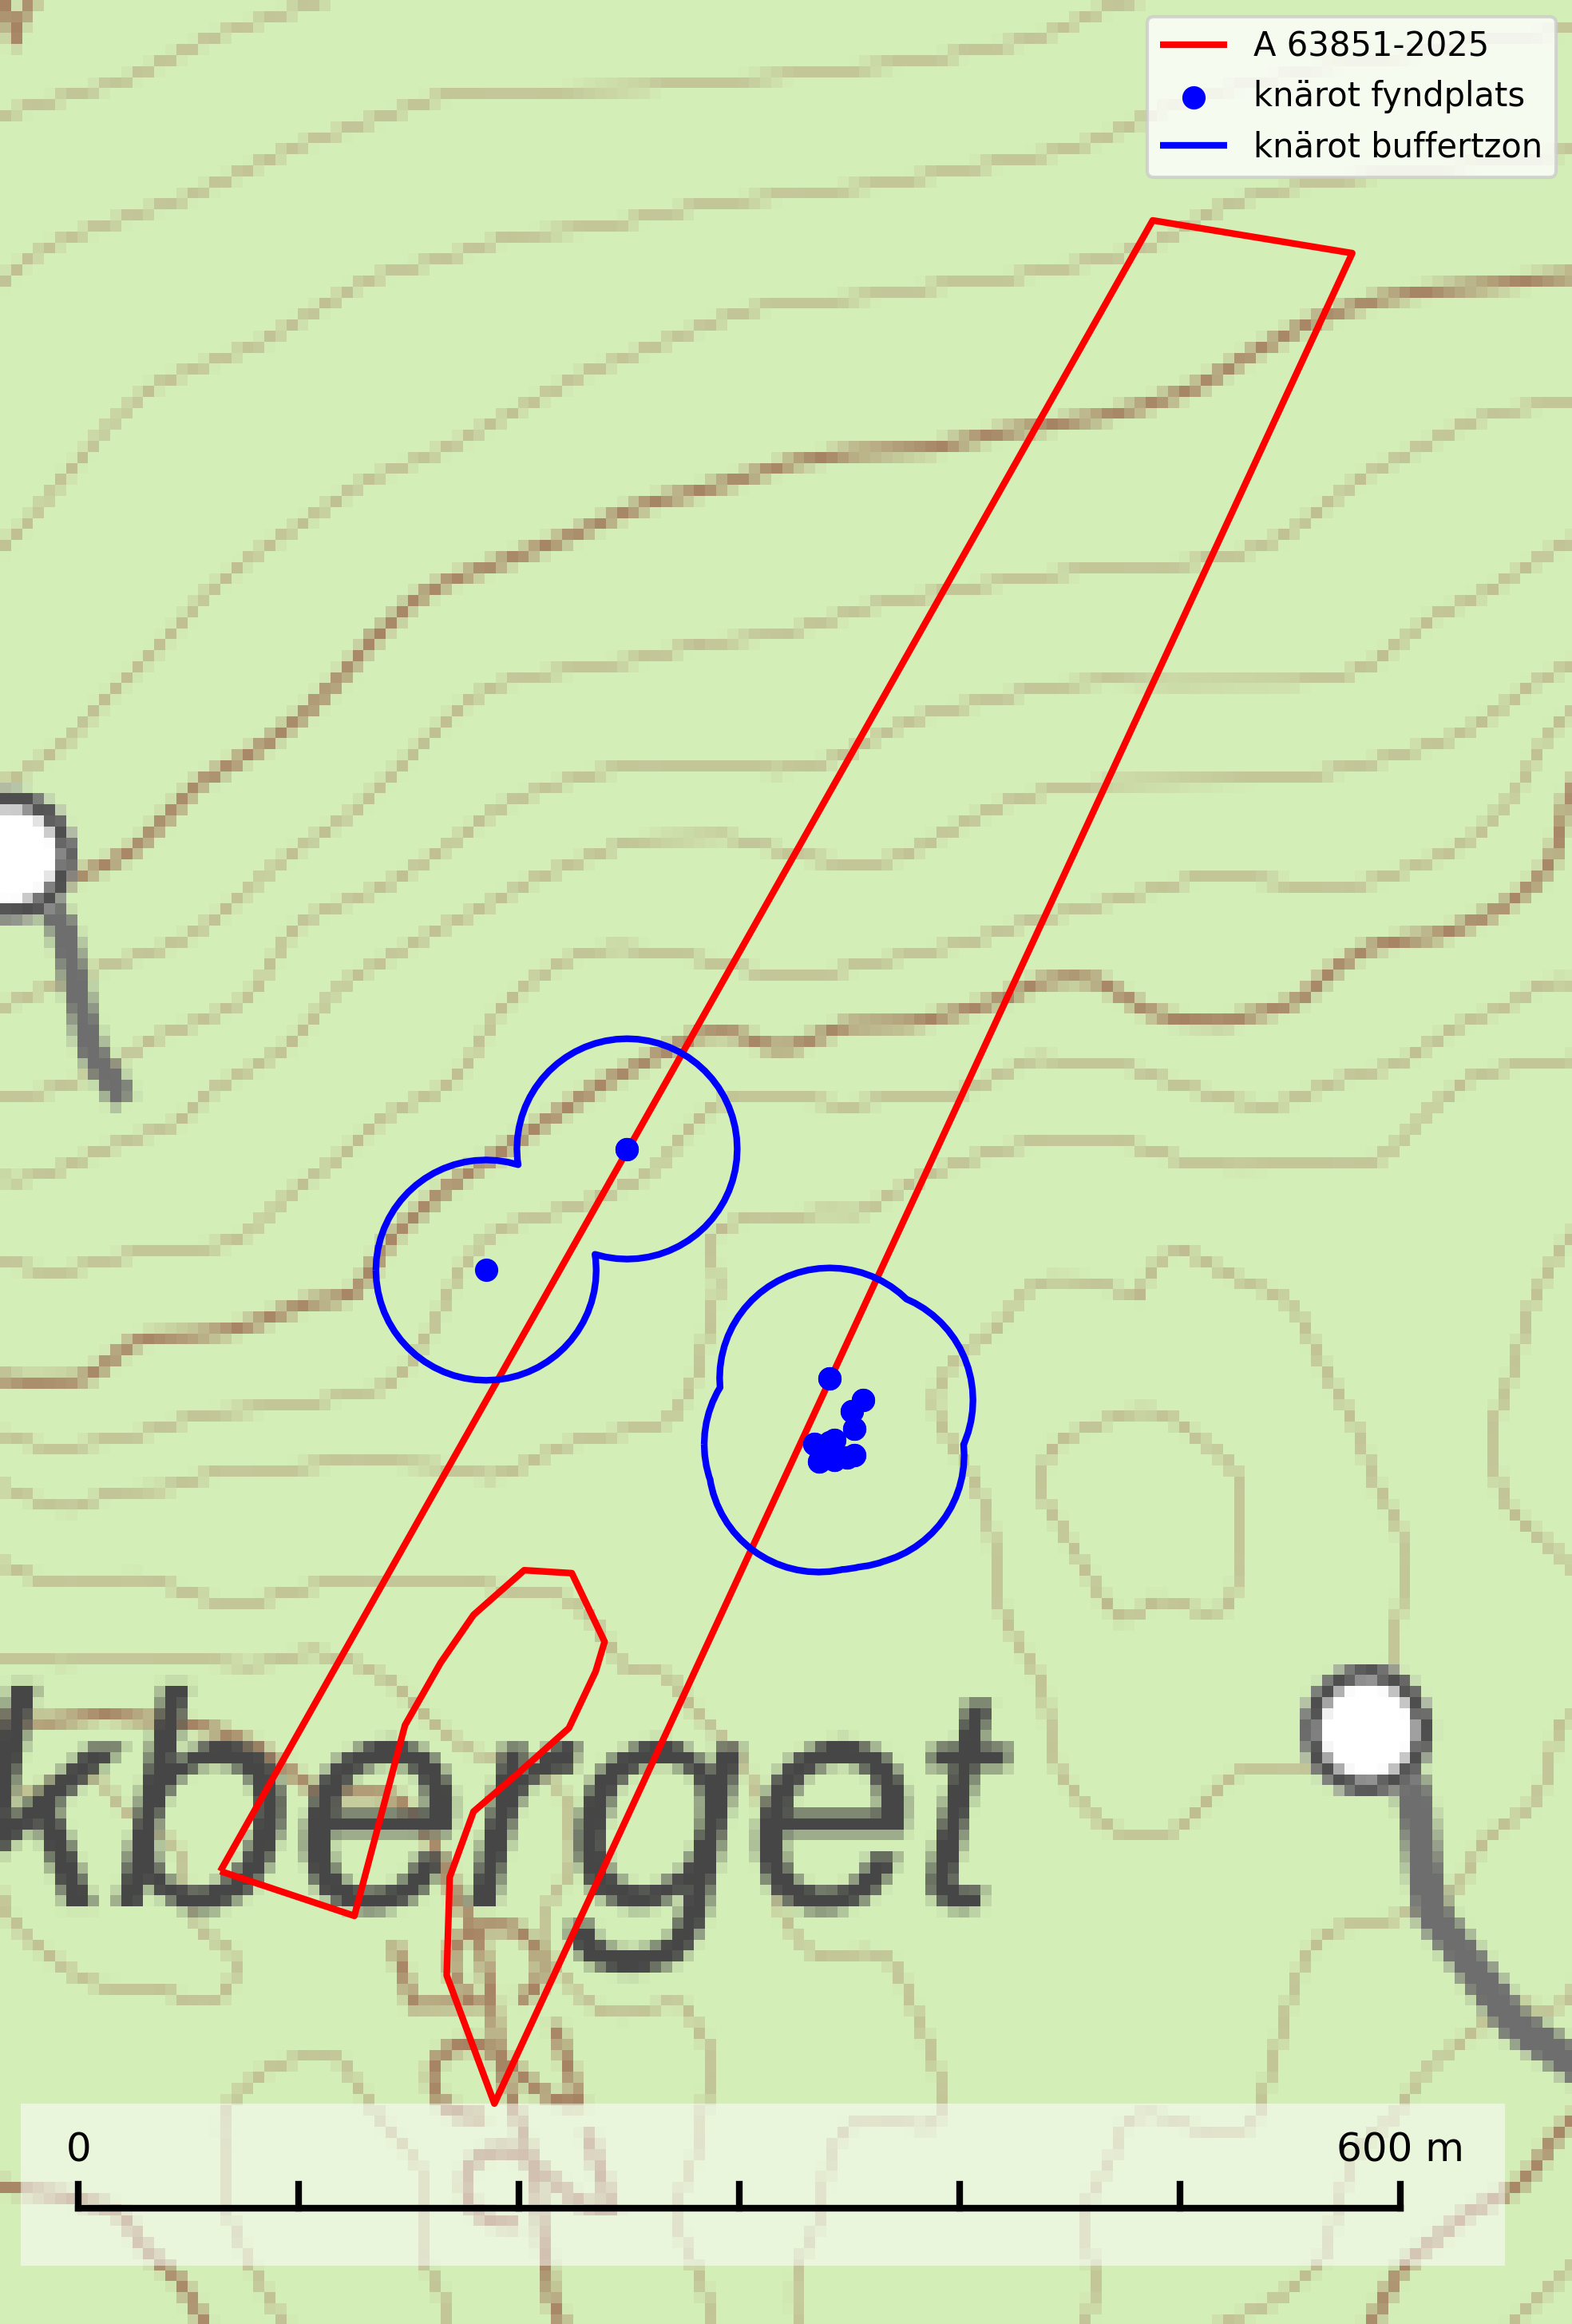 A 63851-2025
knärot fyndplats
knärot buffertzon
kberget
0
600 m